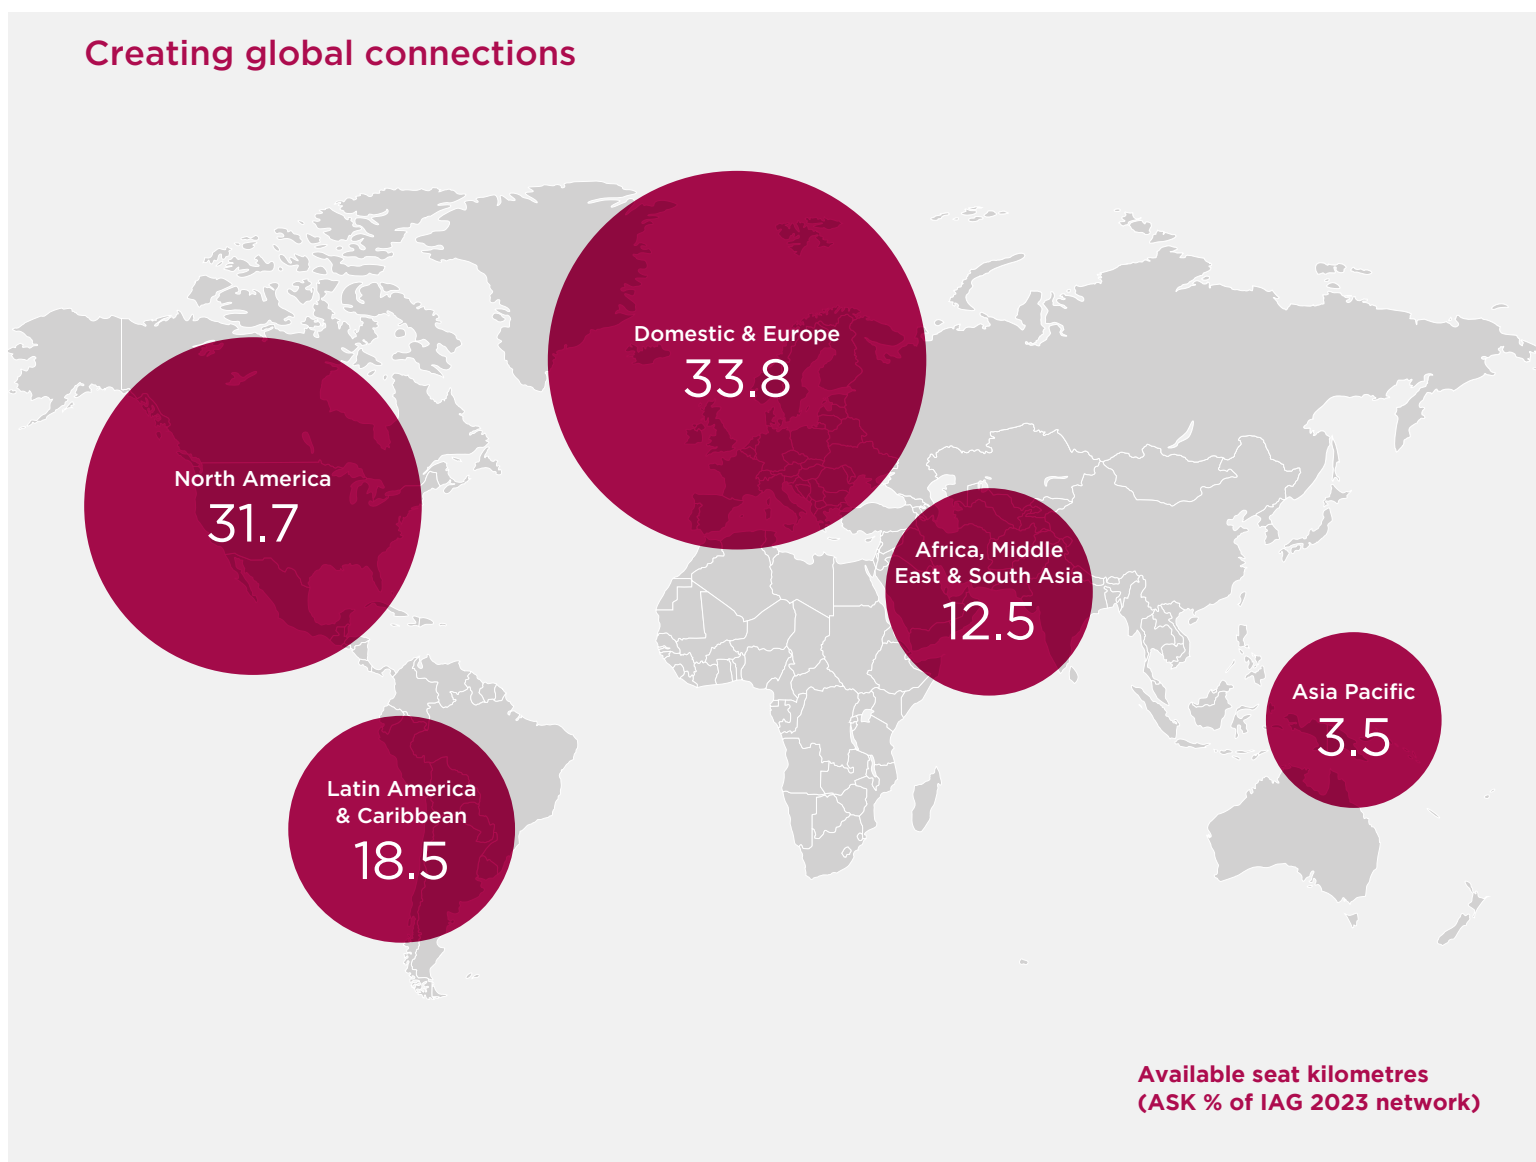 Creating global connections
Domestic & Europe
33.8
North America
31.7
Africa, Middle
East & South Asia
12.5
Asia Pacific
3.5
Latin America
& Caribbean
18.5
Available seat kilometres
(ASK % of IAG 2023 network)